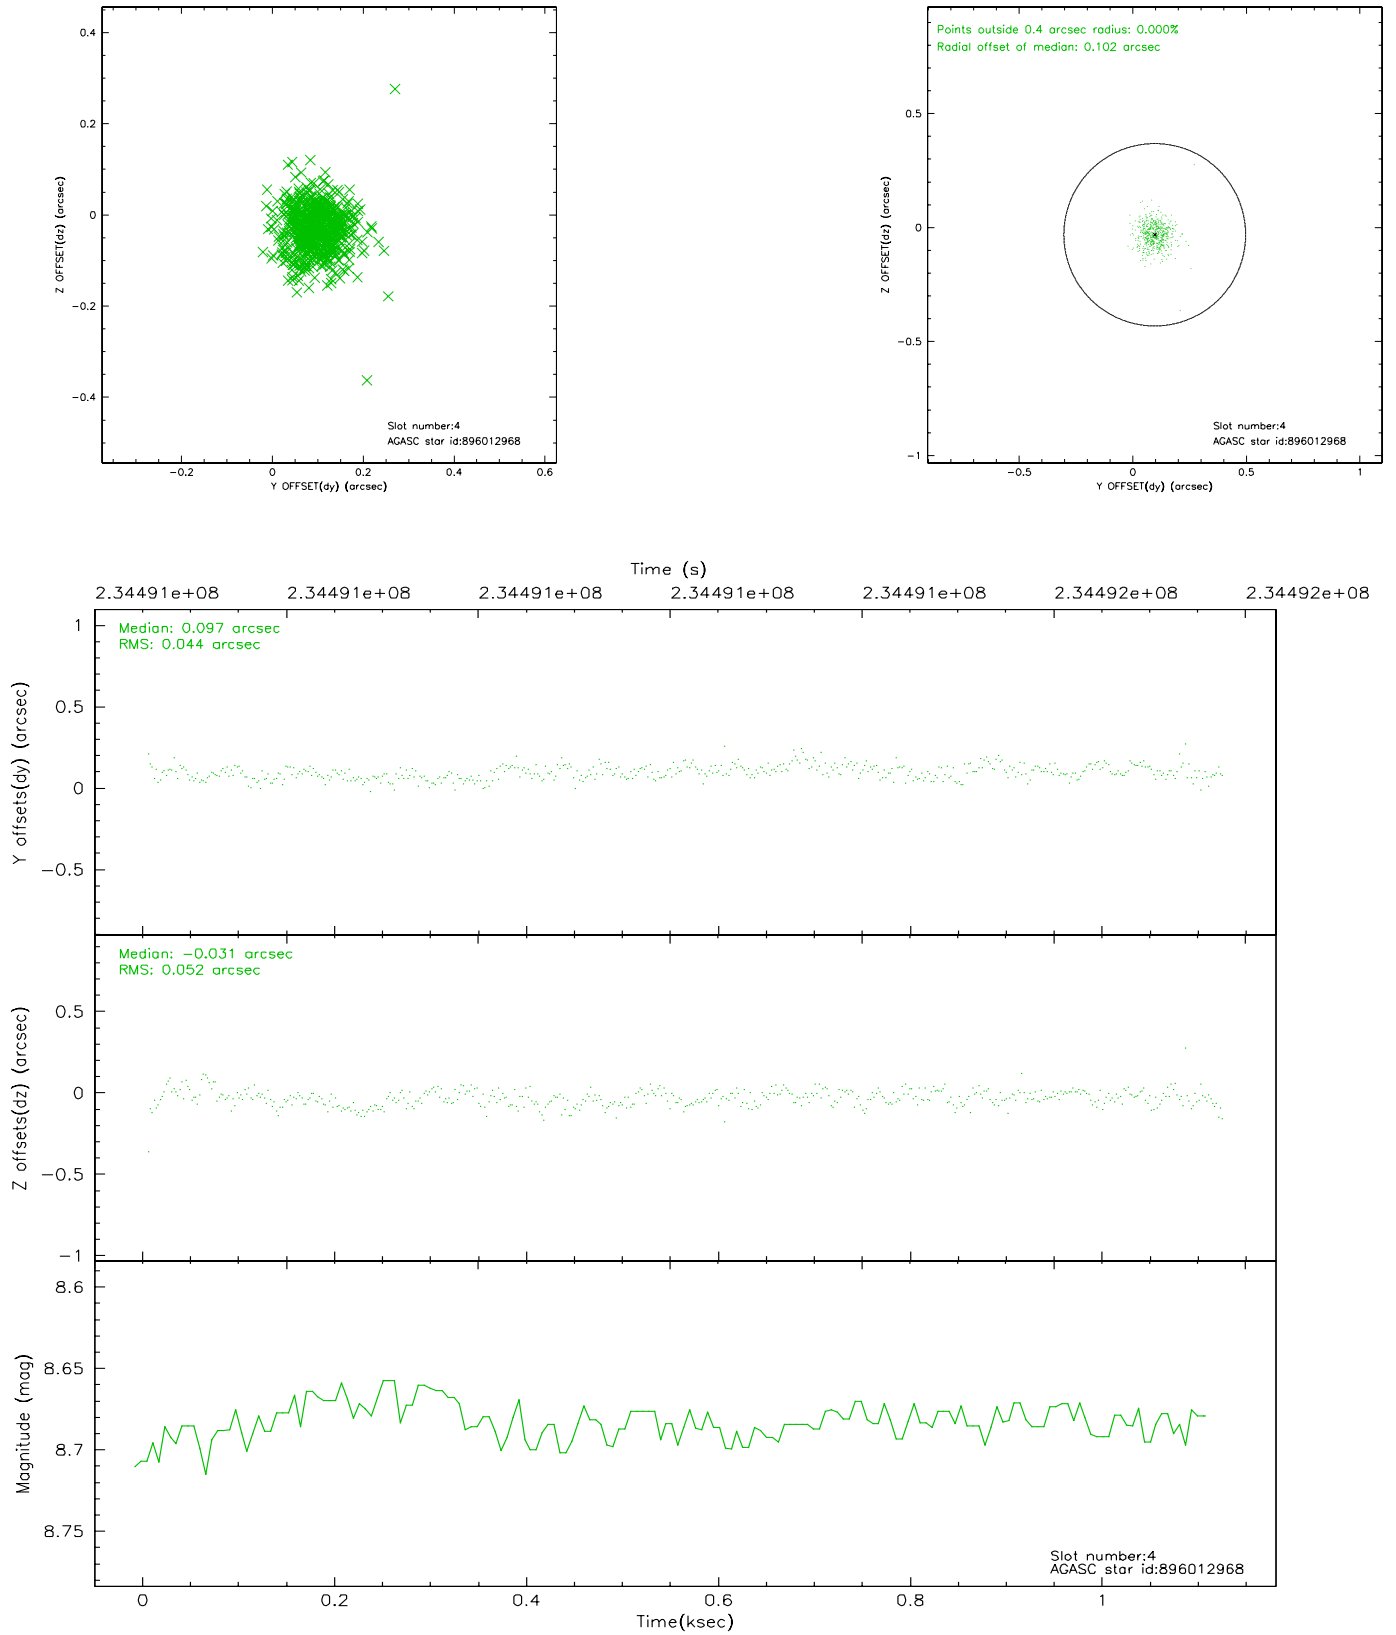 0.4
0.2
0
−0.2
−0.4
Z OFFSET(dz) (arcsec)
−0.2 0 0.2 0.4 0.6
Y OFFSET(dy) (arcsec)
Slot number:4
AGASC star id:896012968
Points outside 0.4 arcsec radius: 0.000%
Radial offset of median: 0.102 arcsec
0.5
0
−0.5
−1
Z OFFSET(dz) (arcsec)
−0.5 0 0.5 1
Y OFFSET(dy) (arcsec)
Slot number:4
AGASC star id:896012968
Time (s)
2.34491e+08 2.34491e+08 2.34491e+08 2.34491e+08 2.34491e+08 2.34492e+08 2.34492e+08
Median: 0.097 arcsec
RMS: 0.044 arcsec
1
0.5
0
−0.5
Y offsets(dy) (arcsec)
Median: −0.031 arcsec
RMS: 0.052 arcsec
0.5
0
−0.5
−1
Z offsets(dz) (arcsec)
8.6
8.65
8.7
8.75
Magnitude (mag)
Slot number:4
AGASC star id:896012968
0 0.2 0.4 0.6 0.8 1
Time(ksec)